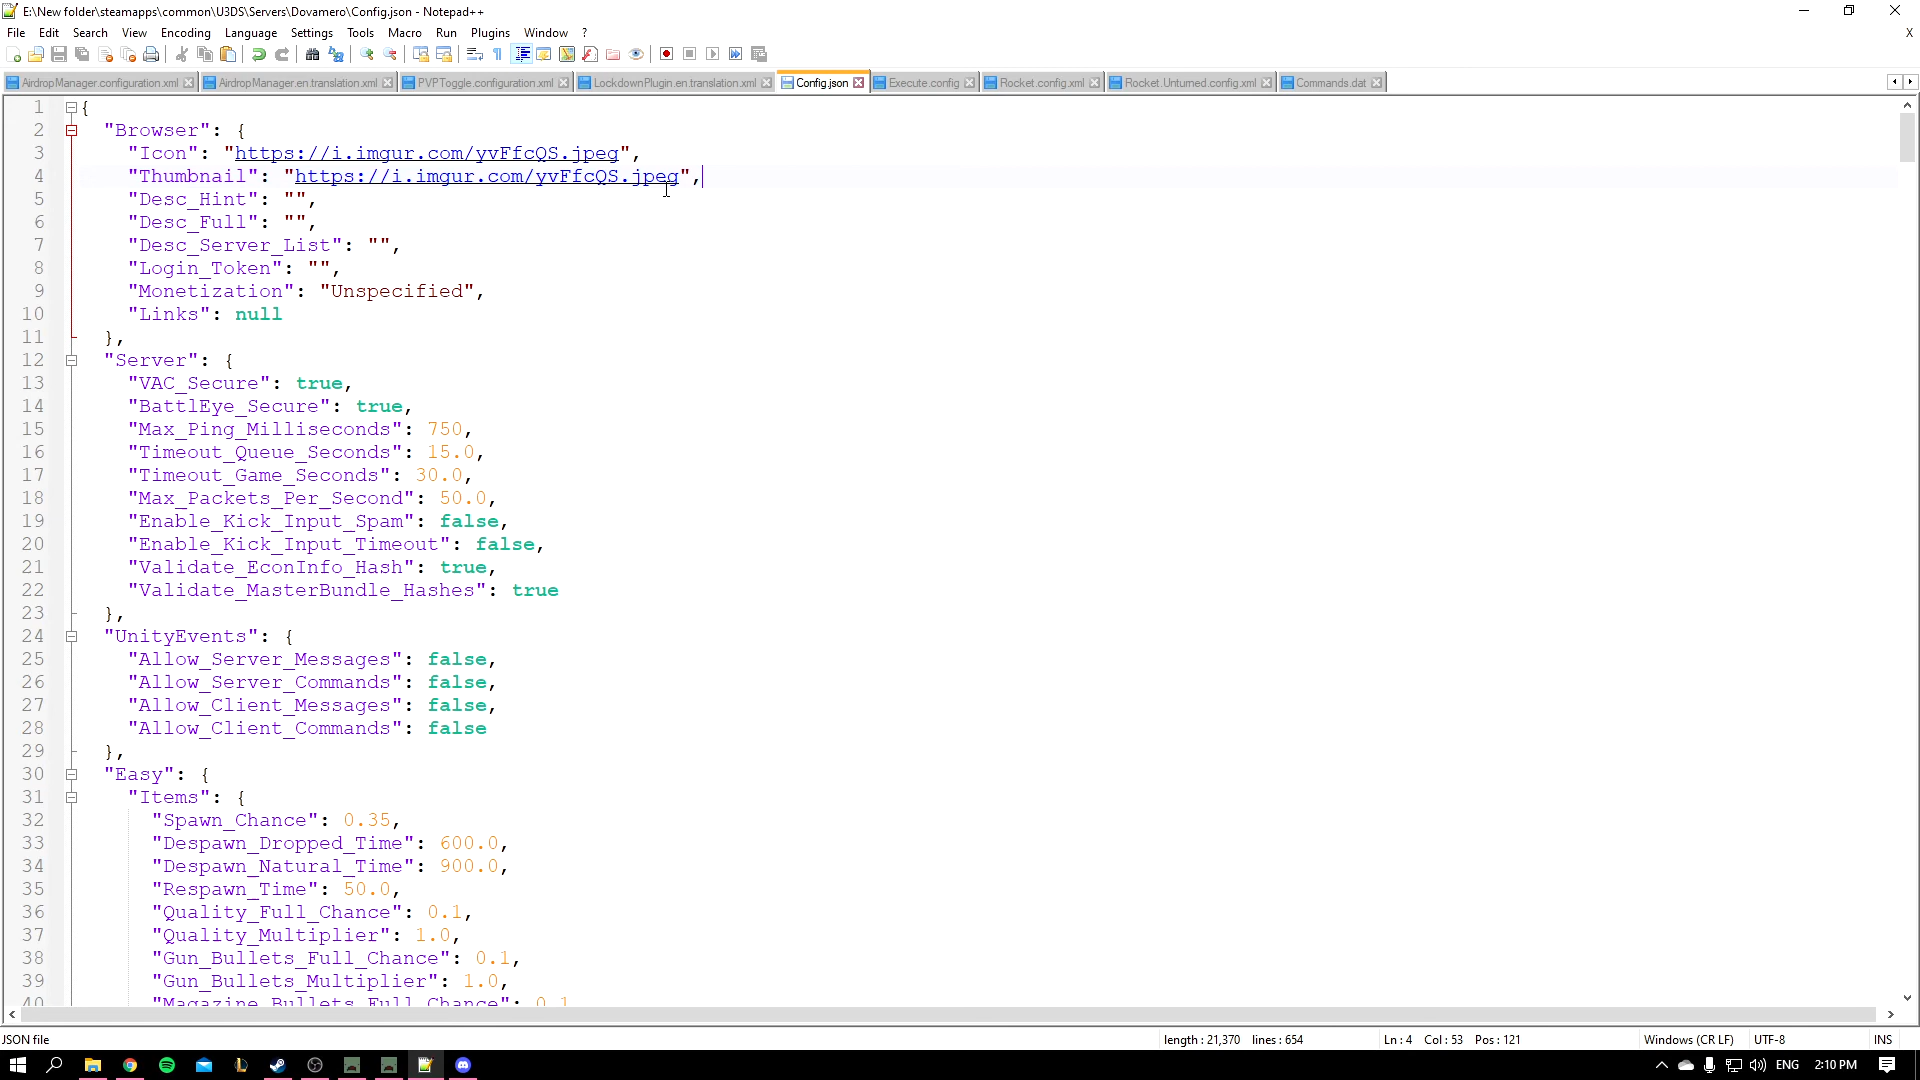 E:\New folder\steamapps\common\U3DS\Servers\Dovamero\Config.json - Notepad++
File Edit Search View Encoding Language Settings Tools Macro Run Plugins Window ? X
AirdropManager.configuration.xml AirdropManager.en.translation.xml PVPToggle.configuration.xml LockdownPlugin.en.translation.xml Config.json Execute.config Rocket.config.xml Rocket.Unturned.config.xml Commands.dat
1 {
2 "Browser": {
3 "Icon": "https://i.imgur.com/yvFfcQS.jpeg",
4 "Thumbnail": "https://i.imgur.com/yvFfcQS.jpeg",
5 "Desc_Hint": "",
6 "Desc_Full": "",
7 "Desc_Server_List": "",
8 "Login_Token": "",
9 "Monetization": "Unspecified",
10 "Links": null
11 },
12 "Server": {
13 "VAC_Secure": true,
14 "BattlEye_Secure": true,
15 "Max_Ping_Milliseconds": 750,
16 "Timeout_Queue_Seconds": 15.0,
17 "Timeout_Game_Seconds": 30.0,
18 "Max_Packets_Per_Second": 50.0,
19 "Enable_Kick_Input_Spam": false,
20 "Enable_Kick_Input_Timeout": false,
21 "Validate_EconInfo_Hash": true,
22 "Validate_MasterBundle_Hashes": true
23 },
24 "UnityEvents": {
25 "Allow_Server_Messages": false,
26 "Allow_Server_Commands": false,
27 "Allow_Client_Messages": false,
28 "Allow_Client_Commands": false
29 },
30 "Easy": {
31 "Items": {
32 "Spawn_Chance": 0.35,
33 "Despawn_Dropped_Time": 600.0,
34 "Despawn_Natural_Time": 900.0,
35 "Respawn_Time": 50.0,
36 "Quality_Full_Chance": 0.1,
37 "Quality_Multiplier": 1.0,
38 "Gun_Bullets_Full_Chance": 0.1,
39 "Gun_Bullets_Multiplier": 1.0,
40 "Magazine_Bullets_Full_Chance": 0.1
JSON file length : 21,370 lines : 654 Ln : 4 Col : 53 Pos : 121 Windows (CR LF) UTF-8 INS
ENG 2:10 PM